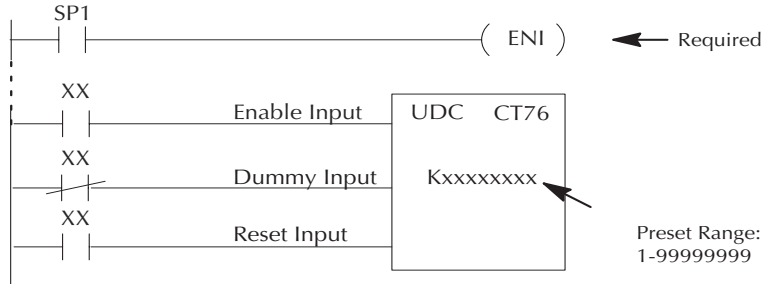 SP1
ENI
Required
XX
Enable Input
UDC CT76
XX
Dummy Input
Kxxxxxxxx
XX
Reset Input
Preset Range:
1-99999999